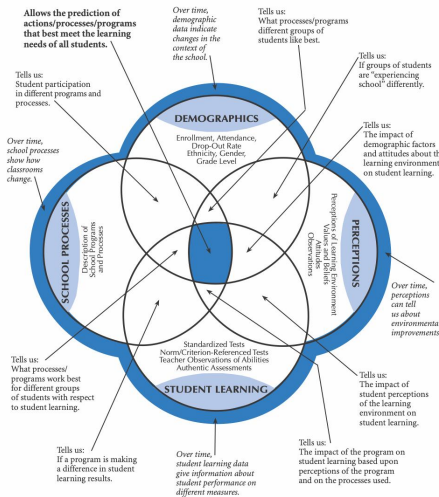 Allows the prediction of
actions/processes/programs
that best meet the learning
needs of all students.
Over time,
demographic
data indicate
changes in the
context of
the school.
Tells us:
What processes/programs
different groups of
students like best.
Tells us:
If groups of students
are “experiencing
school” differently.
Tells us:
Student participation
in different programs and
processes.
Tells us:
The impact of
demographic factors
and attitudes about th
learning environment
on student learning.
Over time,
school processes
show how
classrooms
change.
DEMOGRAPHICS
Enrollment, Attendance,
Drop-Out Rate
Ethnicity, Gender,
Grade Level
SCHOOL PROCESSES
Description of
School Programs
and Processes
PERCEPTIONS
Perceptions of Learning Environment
Values and Beliefs
Attitudes
Observations
Standardized Tests
Norm/Criterion-Referenced Tests
Teacher Observations of Abilities
Authentic Assessments
STUDENT LEARNING
Over time,
perceptions
can tell
us about
environmenta
improvements
Tells us:
What processes/
programs work best
for different groups
of students with respect
to student learning.
Tells us:
The impact of
student perceptions
of the learning
environment on
student learning.
Tells us:
If a program is making
a difference in student
learning results.
Over time,
student learning data
give information about
student performance on
different measures.
Tells us:
The impact of the program on
student learning based upon
perceptions of the program
and on the processes used.